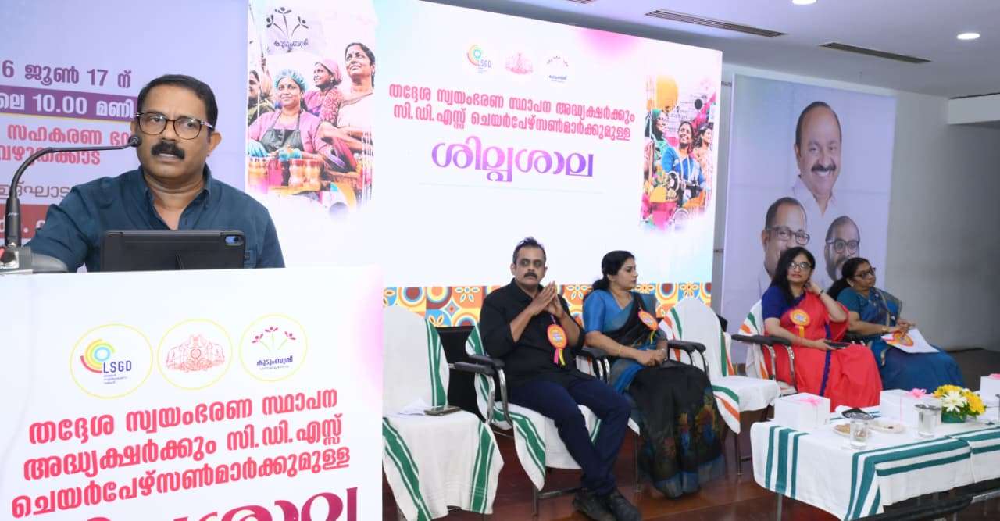 6 ജൂൺ 17 ന്
10.00 മണി
സഹകരണ
കുടുംബശ്രീ
LSGD
തദ്ദേശ സ്വയംഭരണ സ്ഥാപന അദ്ധ്യക്ഷർക്കും
സി.ഡി.എസ്സ് ചെയർപേഴ്സൺമാർക്കുമുള്ള
ശില്പശാല
LSGD
കുടുംബശ്രീ
തദ്ദേശ സ്വയംഭരണ സ്ഥാപന
അദ്ധ്യക്ഷർക്കും സി.ഡി.എസ്സ്
ചെയർപേഴ്സൺമാർക്കുമുള്ള